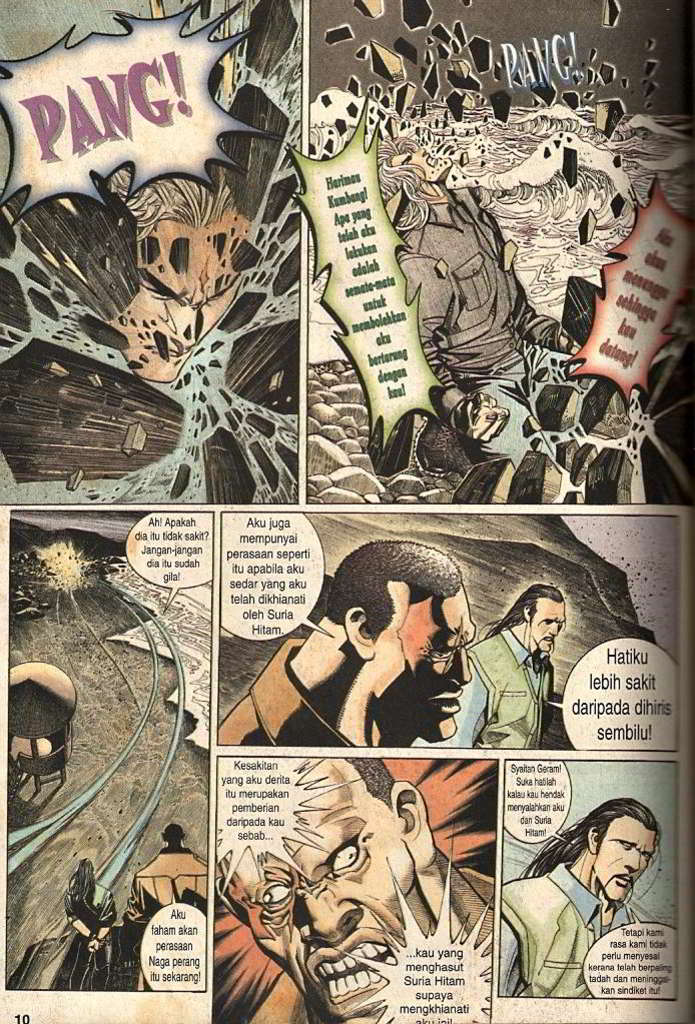 PANG!
PANG!
Harimau
Kumbang!
Apa yang
telah aku
lakukan
adalah
semata-mata
untuk
membolehkan
aku
bertarung
dengan
kau!
Aku
akan
menunggu
sehingga
kau
datang!
Ah! Apakah
dia itu tidak sakit?
Jangan-jangan
dia itu sudah
gila!
Aku
faham akan
perasaan
Naga perang
itu sekarang!
Aku juga
mempunyai
perasaan seperti
itu apabila aku
sedar yang aku
telah dikhianati
oleh Suria
Hitam.
Hatiku
lebih sakit
daripada dihiris
sembilu!
Kesakitan
yang aku derita
itu merupakan
pemberian
daripada kau
sebab...
...kau yang
menghasut
Suria Hitam
supaya
mengkhianati
aku lai!
Syaitan Geram!
Suka hatilah
kalau kau hendak
menyalahkan aku
dan Suria
Hitam!
Tetapi kami
rasa kami tidak
perlu menyesal
kerana telah berpaling
tadah dan meninggal-
kan sindiket itu!
10